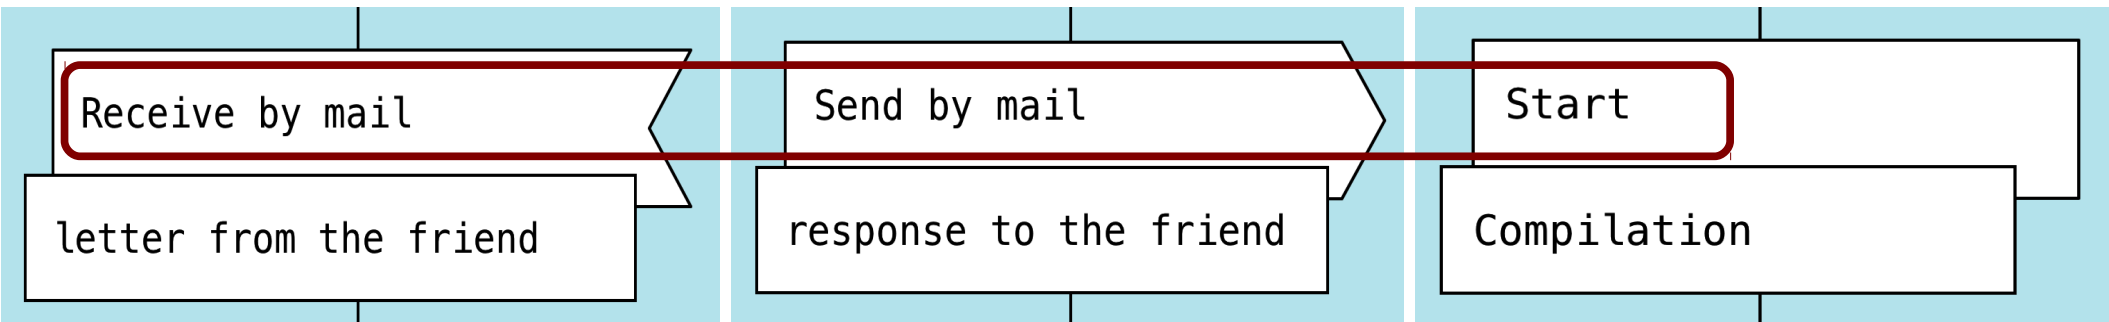 Receive by mail
letter from the friend
Send by mail
response to the friend
Start
Compilation